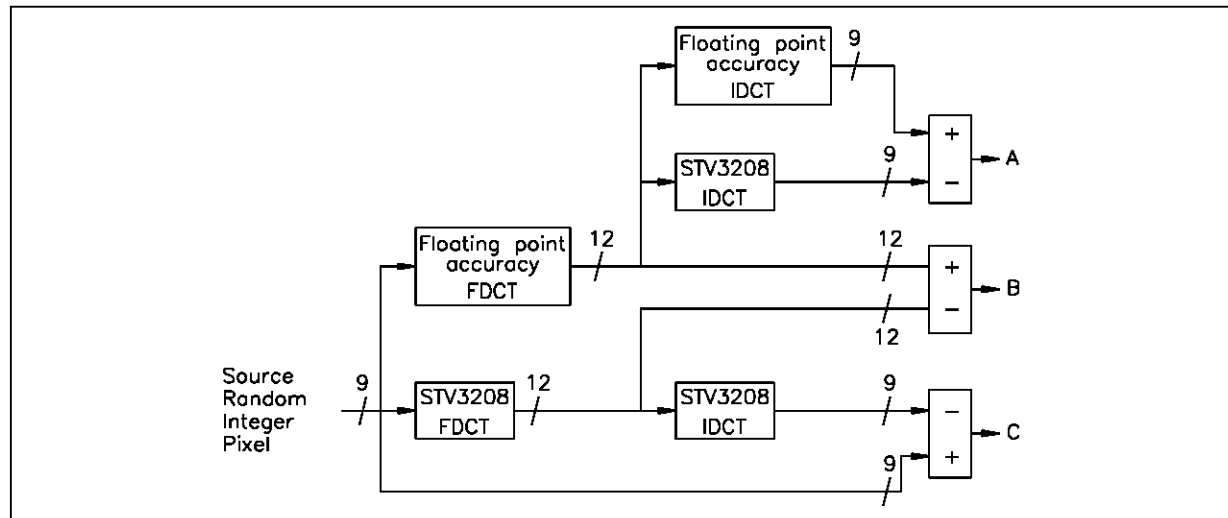 Floating point
accuracy
IDCT
9
+
−
A
STV3208
IDCT
9
Floating point
accuracy
FDCT
12
12
+
−
B
12
Source
Random
Integer
Pixel
9
STV3208
FDCT
12
STV3208
IDCT
9
−
+
C
9